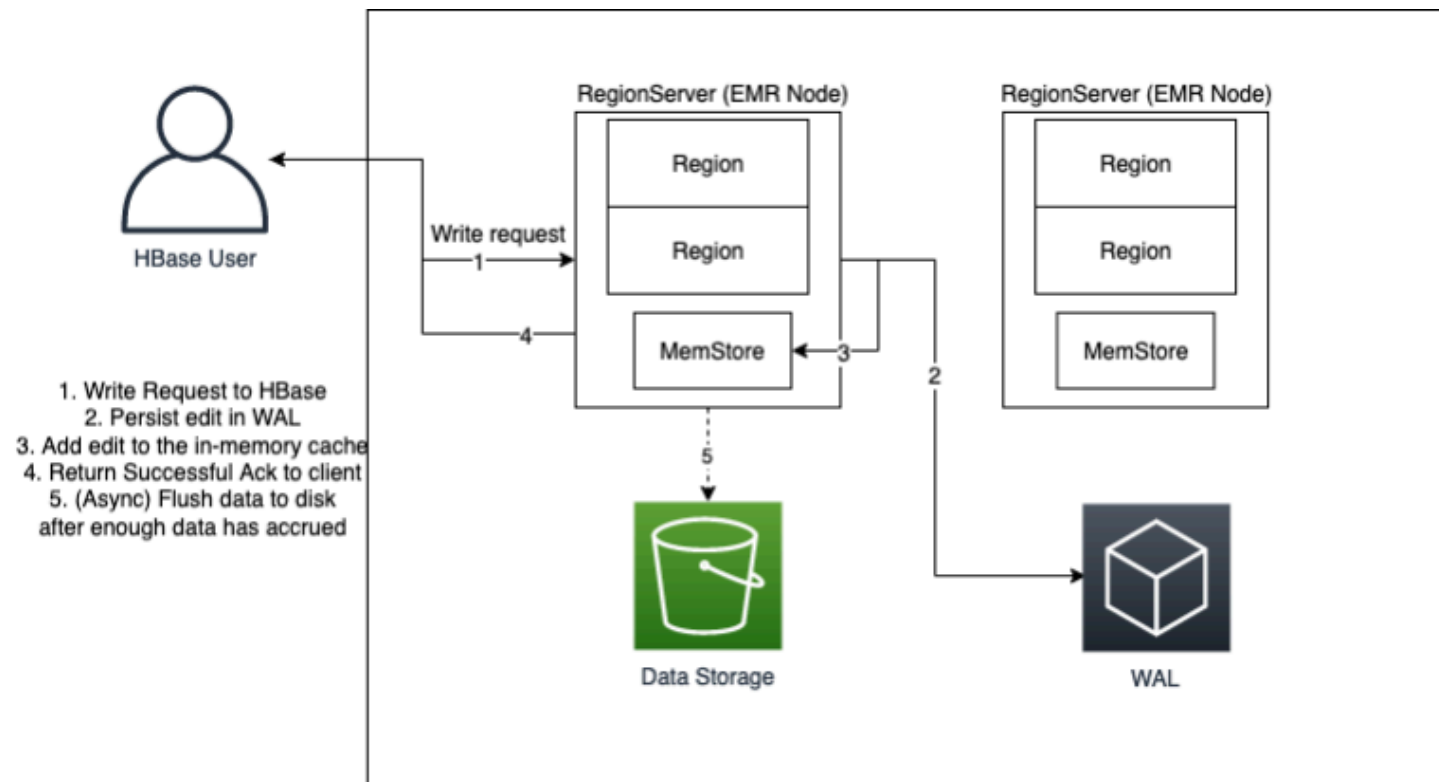 RegionServer (EMR Node)
RegionServer (EMR Node)
Region
Region
Write request
Region
Region
HBase User
1
4
MemStore
3
MemStore
2
1. Write Request to HBase
2. Persist edit in WAL
3. Add edit to the in-memory cache
4. Return Successful Ack to client
5. (Async) Flush data to disk
after enough data has accrued
5
Data Storage
WAL